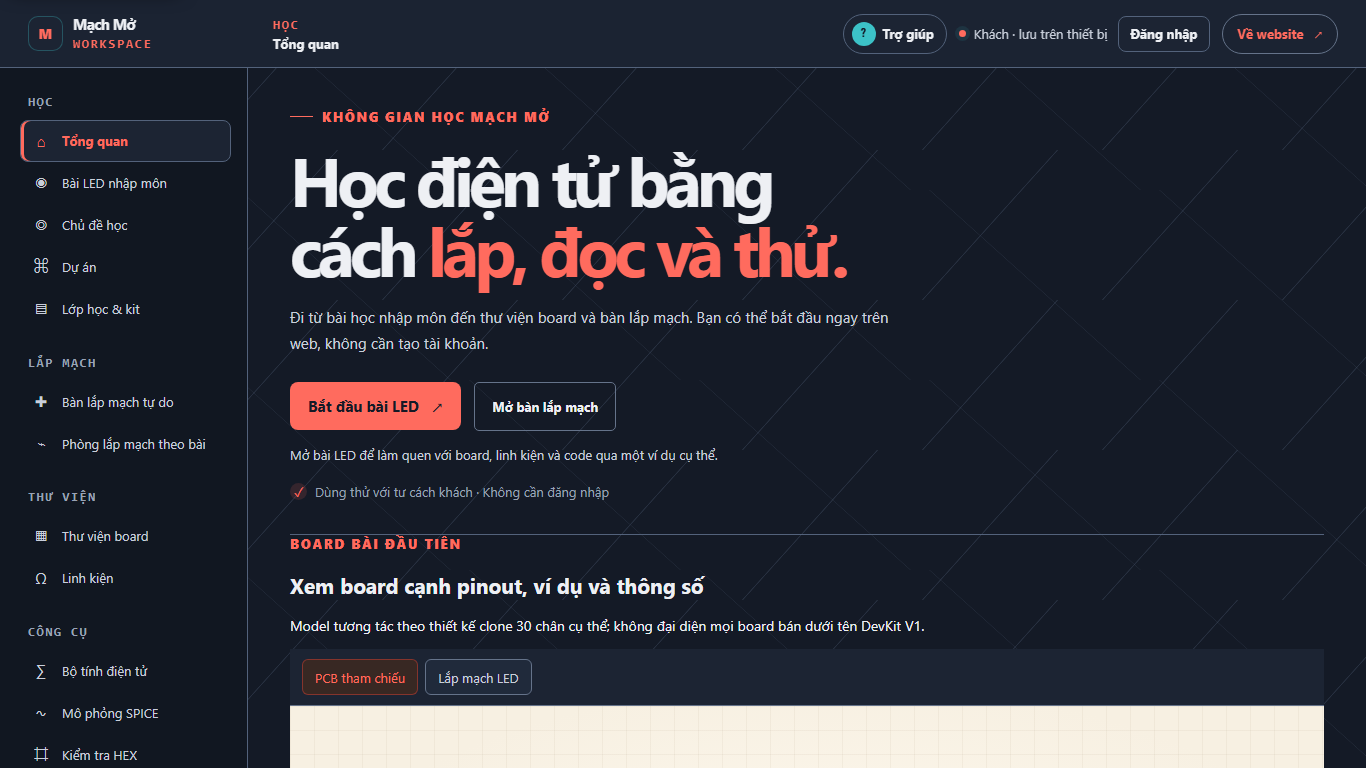 M
Mạch Mở
WORKSPACE
HỌC
Tổng quan
? Trợ giúp
Khách · lưu trên thiết bị
Đăng nhập
Về website ↗
HỌC
Tổng quan
Bài LED nhập môn
Chủ đề học
Dự án
Lớp học & kit
LẮP MẠCH
Bàn lắp mạch tự do
Phòng lắp mạch theo bài
THƯ VIỆN
Thư viện board
Ω Linh kiện
CÔNG CỤ
∑ Bộ tính điện tử
∿ Mô phỏng SPICE
Kiểm tra HEX
KHÔNG GIAN HỌC MẠCH MỞ
Học điện tử bằng
cách lắp, đọc và thử.
Đi từ bài học nhập môn đến thư viện board và bàn lắp mạch. Bạn có thể bắt đầu ngay trên
web, không cần tạo tài khoản.
Bắt đầu bài LED ↗
Mở bàn lắp mạch
Mở bài LED để làm quen với board, linh kiện và code qua một ví dụ cụ thể.
✓ Dùng thử với tư cách khách · Không cần đăng nhập
BOARD BÀI ĐẦU TIÊN
Xem board cạnh pinout, ví dụ và thông số
Model tương tác theo thiết kế clone 30 chân cụ thể; không đại diện mọi board bán dưới tên DevKit V1.
PCB tham chiếu
Lắp mạch LED